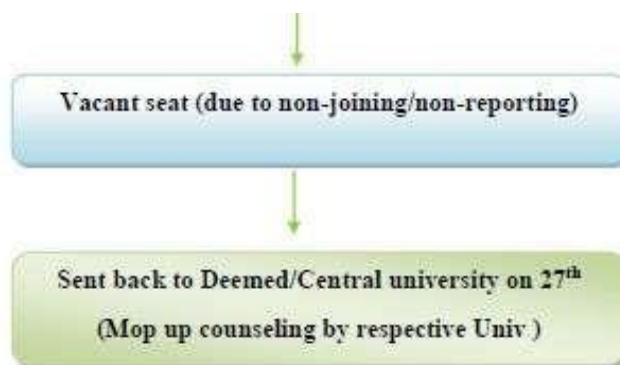 Vacant seat (due to non-joining/non-reporting)
Sent back to Deemed/Central university on 27th
(Mop up counseling by respective Univ )